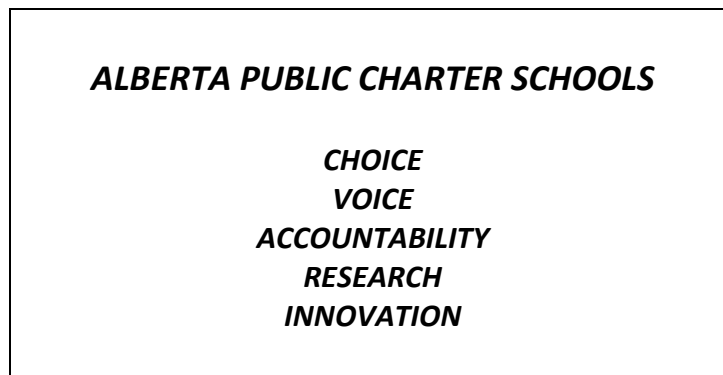 ALBERTA PUBLIC CHARTER SCHOOLS
CHOICE
VOICE
ACCOUNTABILITY
RESEARCH
INNOVATION